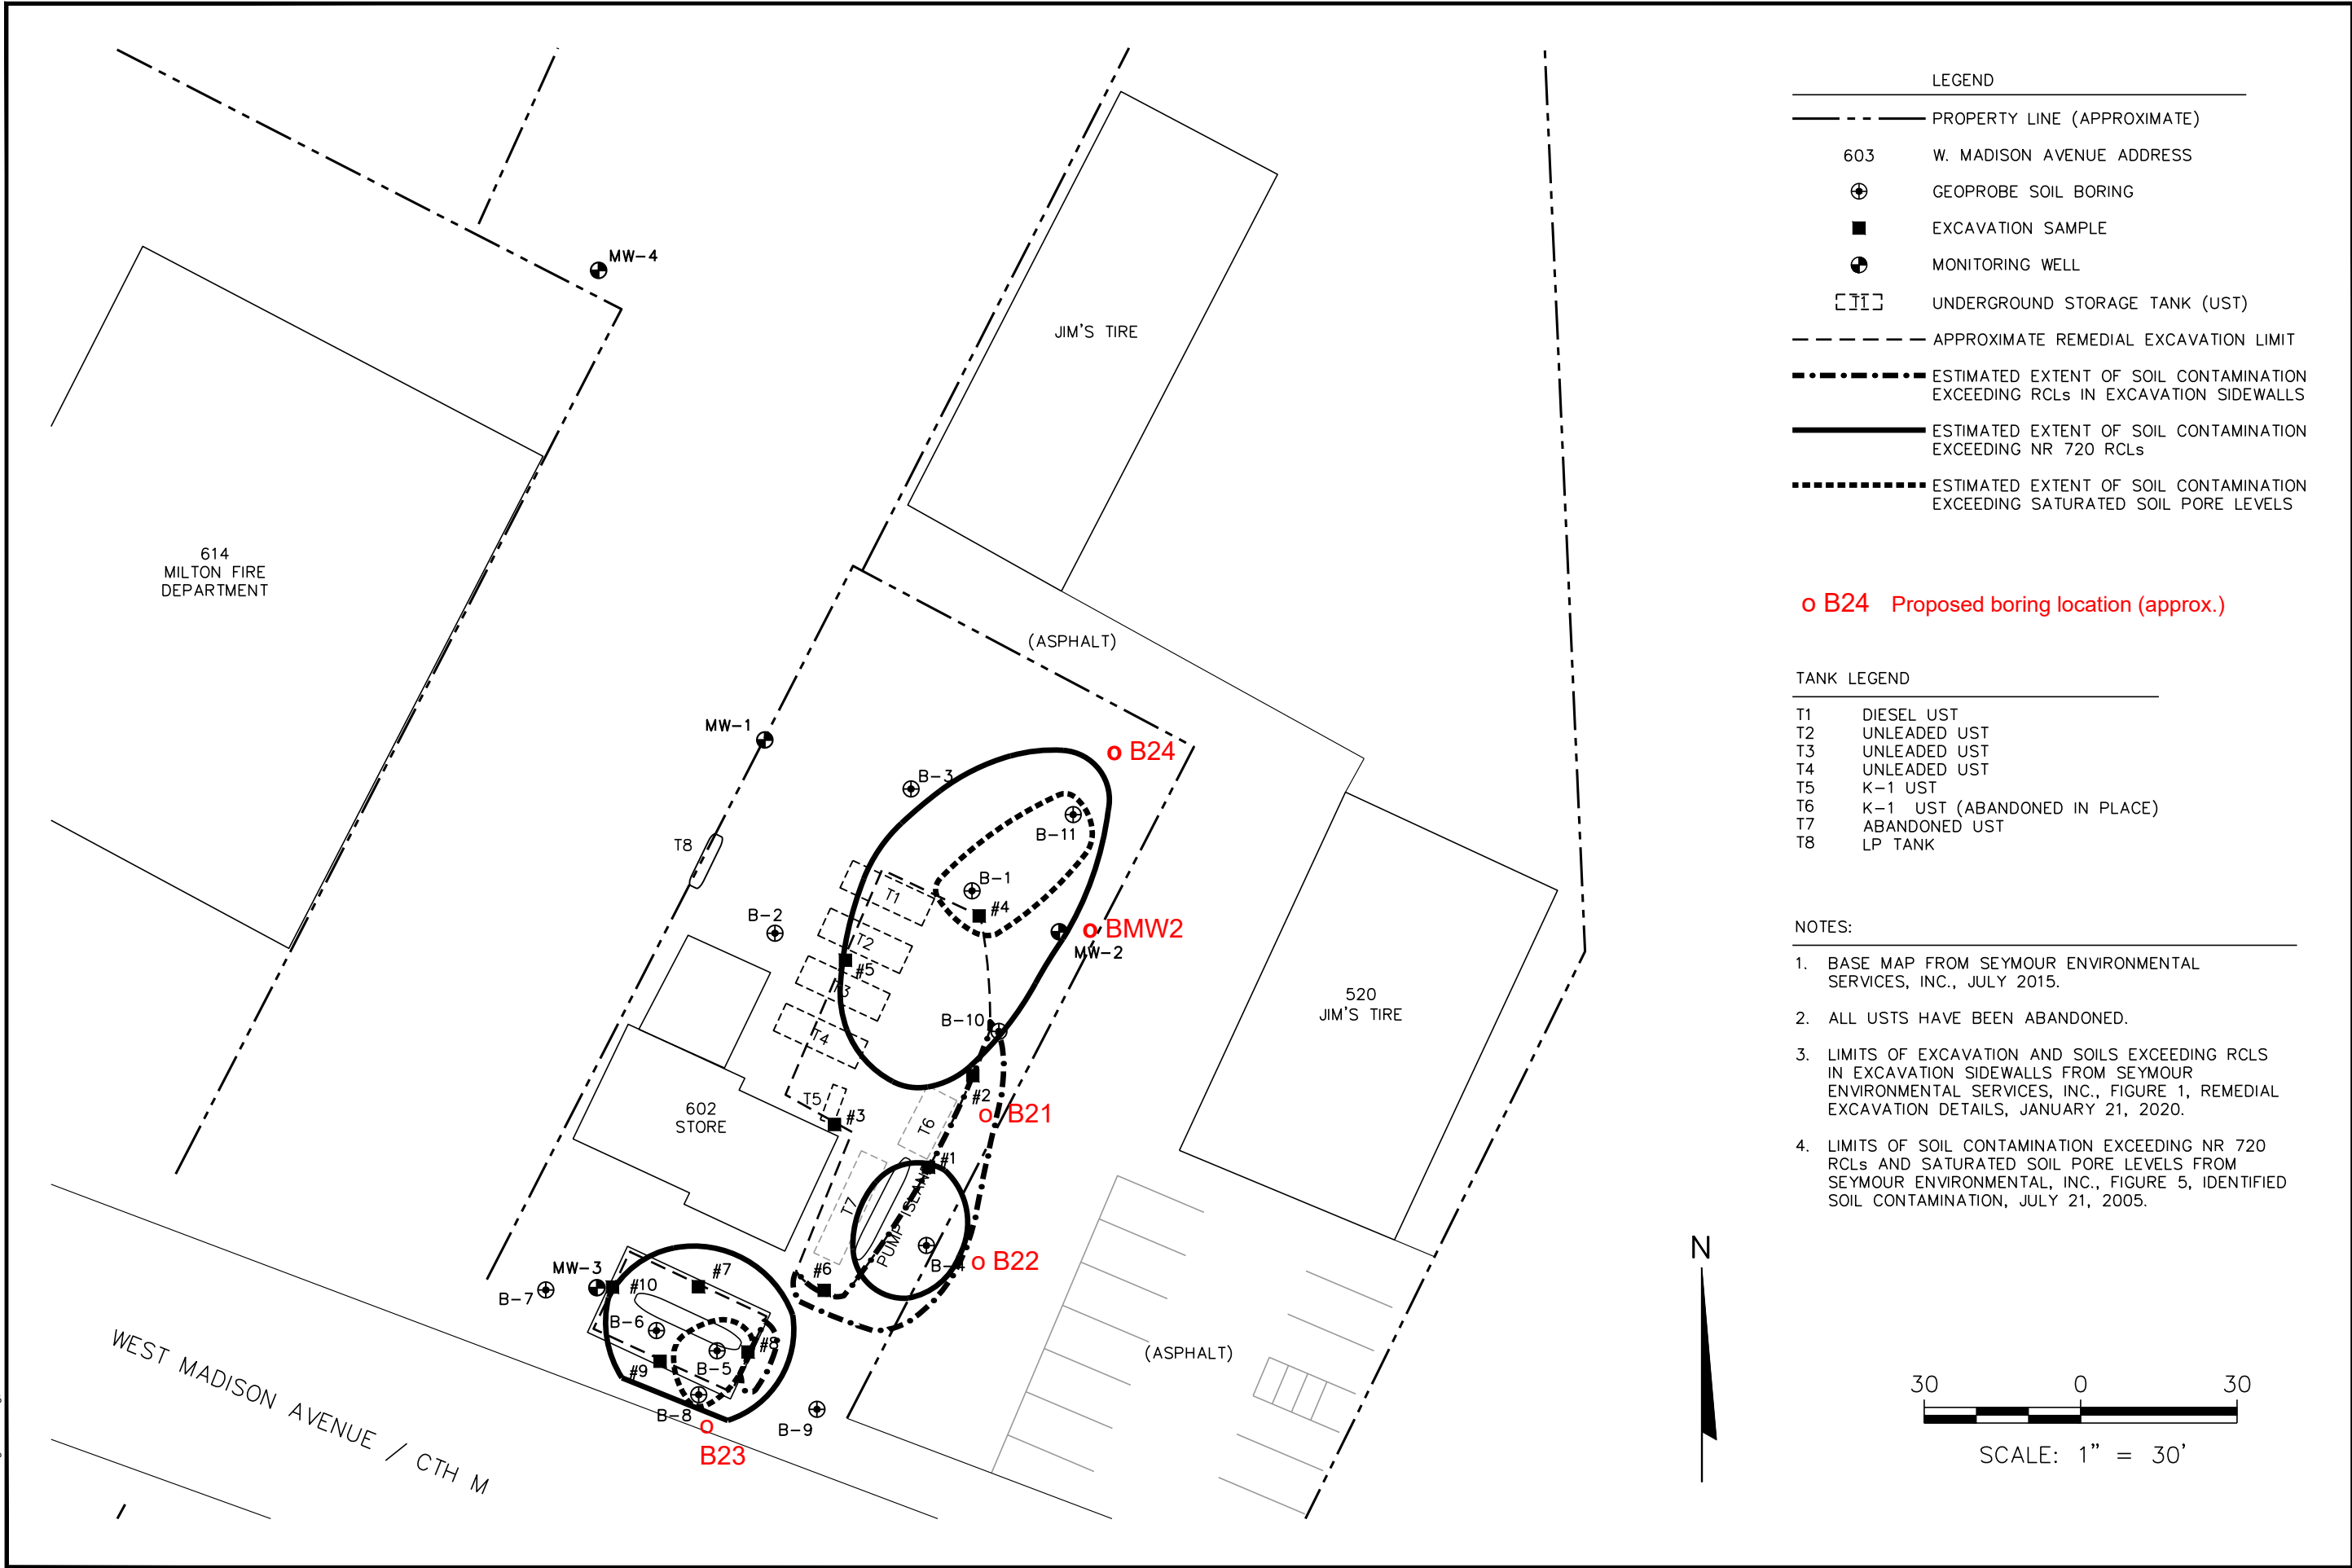 LEGEND
PROPERTY LINE (APPROXIMATE)
603 W. MADISON AVENUE ADDRESS
GEOPROBE SOIL BORING
EXCAVATION SAMPLE
MONITORING WELL
T1 UNDERGROUND STORAGE TANK (UST)
APPROXIMATE REMEDIAL EXCAVATION LIMIT
ESTIMATED EXTENT OF SOIL CONTAMINATION
EXCEEDING RCLs IN EXCAVATION SIDEWALLS
ESTIMATED EXTENT OF SOIL CONTAMINATION
EXCEEDING NR 720 RCLs
ESTIMATED EXTENT OF SOIL CONTAMINATION
EXCEEDING SATURATED SOIL PORE LEVELS
o B24 Proposed boring location (approx.)
TANK LEGEND
T1 DIESEL UST
T2 UNLEADED UST
T3 UNLEADED UST
T4 UNLEADED UST
T5 K-1 UST
T6 K-1 UST (ABANDONED IN PLACE)
T7 ABANDONED UST
T8 LP TANK
NOTES:
1. BASE MAP FROM SEYMOUR ENVIRONMENTAL
SERVICES, INC., JULY 2015.
2. ALL USTS HAVE BEEN ABANDONED.
3. LIMITS OF EXCAVATION AND SOILS EXCEEDING RCLS
IN EXCAVATION SIDEWALLS FROM SEYMOUR
ENVIRONMENTAL SERVICES, INC., FIGURE 1, REMEDIAL
EXCAVATION DETAILS, JANUARY 21, 2020.
4. LIMITS OF SOIL CONTAMINATION EXCEEDING NR 720
RCLs AND SATURATED SOIL PORE LEVELS FROM
SEYMOUR ENVIRONMENTAL, INC., FIGURE 5, IDENTIFIED
SOIL CONTAMINATION, JULY 21, 2005.
MW-4
JIM'S TIRE
614
MILTON FIRE
DEPARTMENT
(ASPHALT)
MW-1
o B24
B-3
B-11
T8
B-1
T1
#4
B-2
o BMW2
T2
MW-2
#5
T3
520
JIM'S TIRE
B-10
T4
#2
T5
602
STORE
#3
o B21
T6
#1
T7
PUMP ISLAND
B-4
o B22
MW-3
#10
#7
#6
B-7
B-6
#8
B-5
#9
B-8
o
B23
B-9
(ASPHALT)
WEST MADISON AVENUE / CTH M
N
30 0 30
SCALE: 1" = 30'